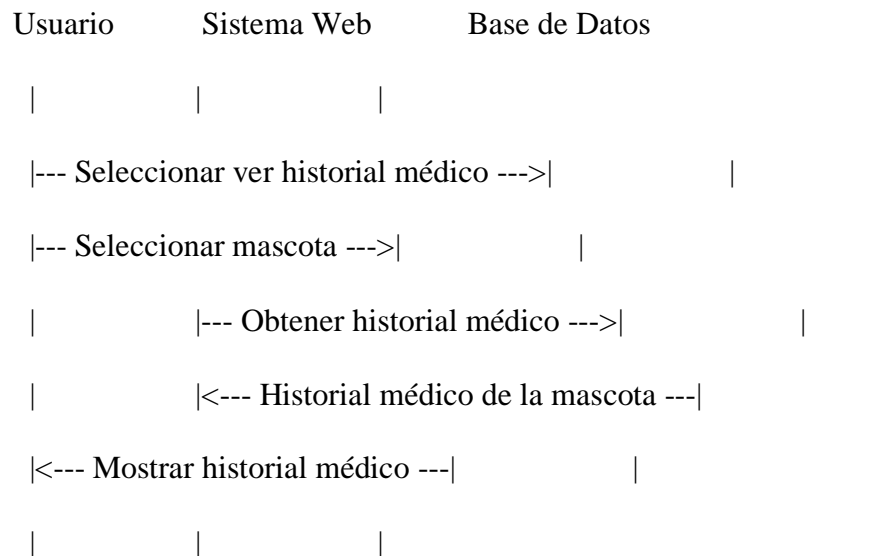 Usuario Sistema Web Base de Datos
| | |
|--- Seleccionar ver historial médico --->| |
|--- Seleccionar mascota --->| |
| |--- Obtener historial médico --->| |
| |<--- Historial médico de la mascota ---|
|<--- Mostrar historial médico ---| |
| | |